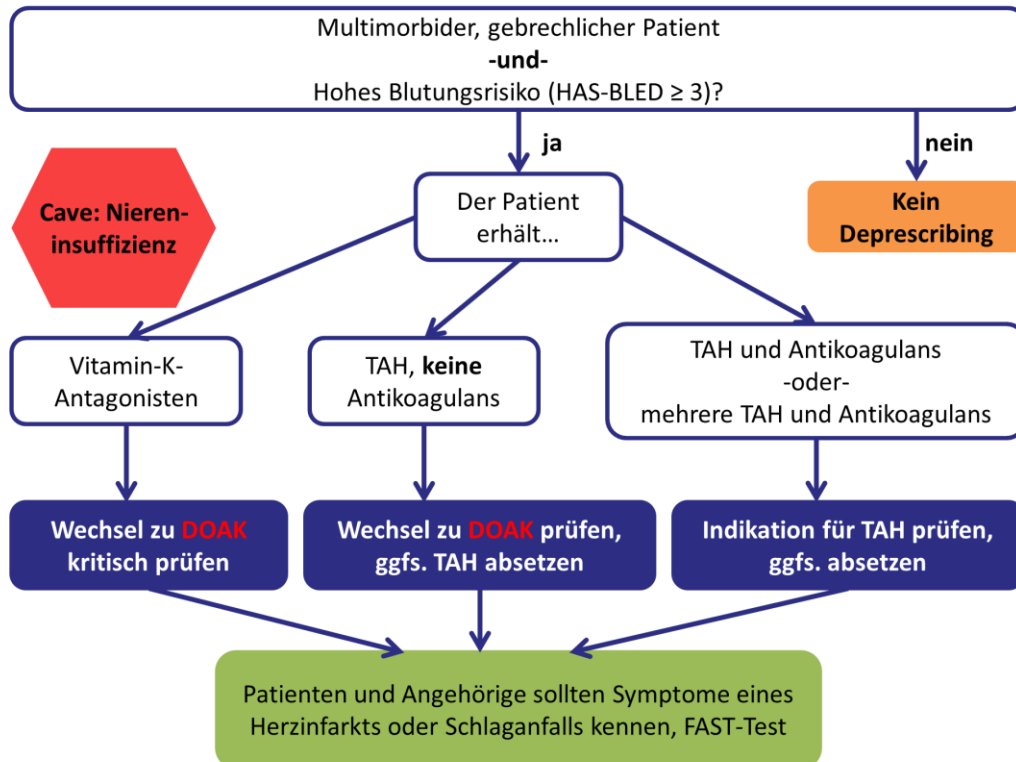 Multimorbider, gebrechlicher Patient
-und-
Hohes Blutungsrisiko (HAS-BLED ≥ 3)?
ja
nein
Cave: Nieren-
insuffizienz
Der Patient
erhält...
Kein
Deprescribing
Vitamin-K-
Antagonisten
TAH, keine
Antikoagulans
TAH und Antikoagulans
-oder-
mehrere TAH und Antikoagulans
Wechsel zu DOAK
kritisch prüfen
Wechsel zu DOAK prüfen,
ggfs. TAH absetzen
Indikation für TAH prüfen,
ggfs. absetzen
Patienten und Angehörige sollten Symptome eines
Herzinfarkts oder Schlaganfalls kennen, FAST-Test